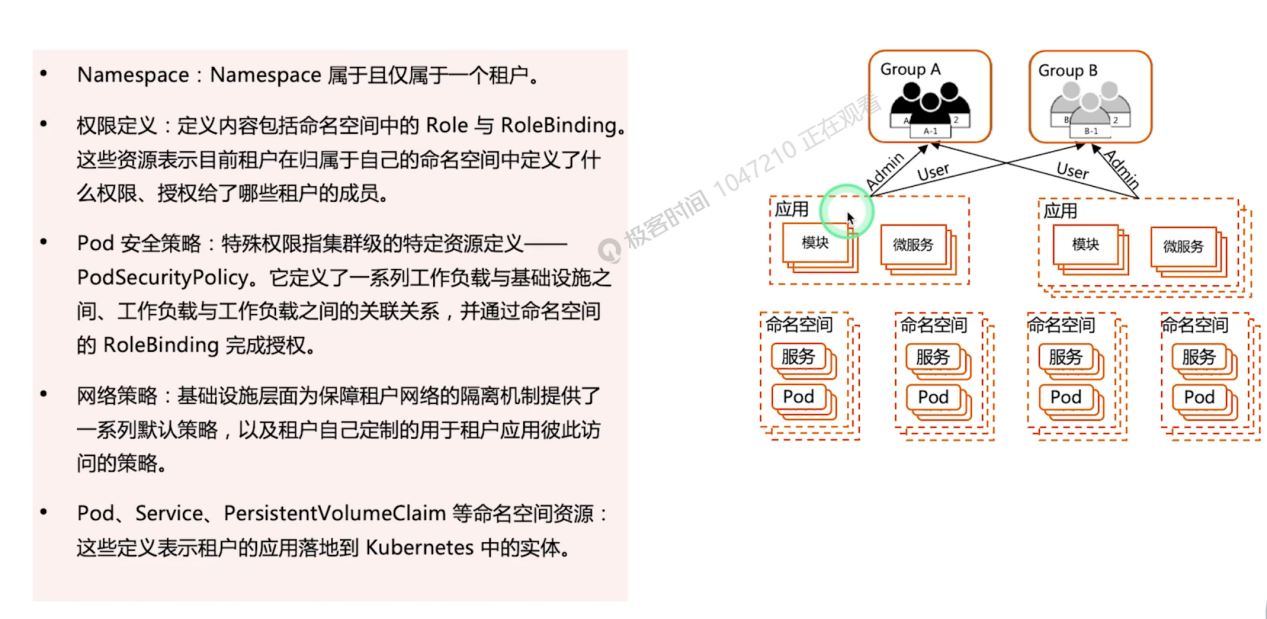 • Namespace：Namespace 属于且仅属于一个租户。
• 权限定义：定义内容包括命名空间中的 Role 与 RoleBinding。
这些资源表示目前租户在归属于自己的命名空间中定义了什
么权限、授权给了哪些租户的成员。
• Pod 安全策略：特殊权限指集群级的特定资源定义——
PodSecurityPolicy。它定义了一系列工作负载与基础设施之
间、工作负载与工作负载之间的关联关系，并通过命名空间
的 RoleBinding 完成授权。
• 网络策略：基础设施层面为保障租户网络的隔离机制提供了
一系列默认策略，以及租户自己定制的用于租户应用彼此访
问的策略。
• Pod、Service、PersistentVolumeClaim 等命名空间资源：
这些定义表示租户的应用落地到 Kubernetes 中的实体。
极客时间 1047210 正在观看
Group A
A
2
A-1
Group B
B
2
B-1
Admin
User
User
Admin
应用
模块
微服务
应用
模块
微服务
命名空间
服务
Pod
命名空间
服务
Pod
命名空间
服务
Pod
命名空间
服务
Pod